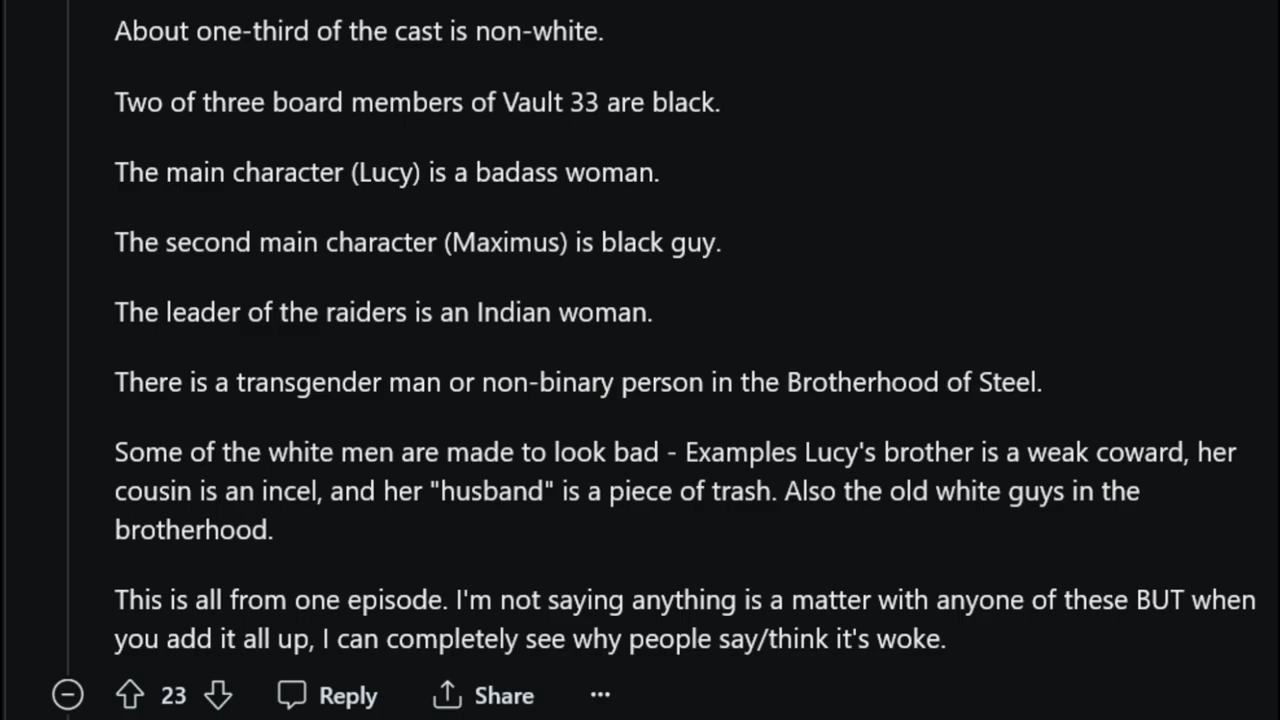 About one-third of the cast is non-white.
Two of three board members of Vault 33 are black.
The main character (Lucy) is a badass woman.
The second main character (Maximus) is black guy.
The leader of the raiders is an Indian woman.
There is a transgender man or non-binary person in the Brotherhood of Steel.
Some of the white men are made to look bad - Examples Lucy's brother is a weak coward, her
cousin is an incel, and her "husband" is a piece of trash. Also the old white guys in the
brotherhood.
This is all from one episode. I'm not saying anything is a matter with anyone of these BUT when
you add it all up, I can completely see why people say/think it's woke.
23 Reply Share ...